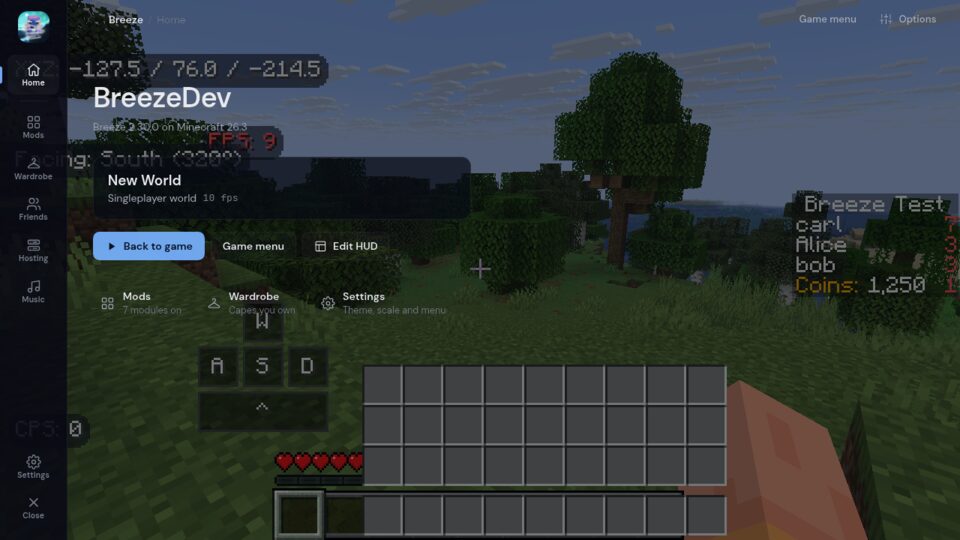 Breeze / Home
Game menu
Options
Home
-127.5 / 76.0 / -214.5
BreezeDev
Breeze 2.30.0 on Minecraft 26.3
FPS: 9
Mods
Facing: South (320°)
Wardrobe
New World
Singleplayer world 10 fps
Friends
Breeze Test
carl 7
Alice 3
bob
Coins: 1,250 1
Hosting
Back to game
Game menu
Edit HUD
Music
Mods
7 modules on
Wardrobe
Capes you own
Settings
Theme, scale and menu
W
A
S
D
^
CPS: 0
Settings
Close